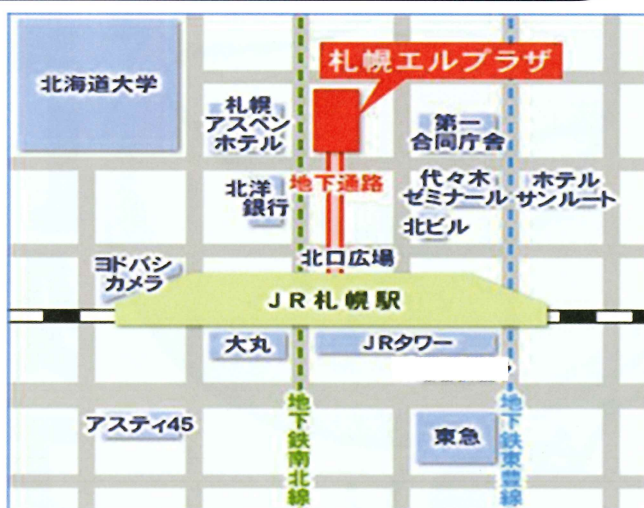 札幌エルプラザ
北海道大学
札幌
アスペン
ホテル
第一
合同庁舎
北洋
銀行
地下通路
代々木
ゼミナール
ホテル
サンルート
北ビル
北口広場
ヨドバシ
カメラ
JR札幌駅
大丸
JRタワー
アスティ45
東急
地下鉄南北線
地下鉄東豊線